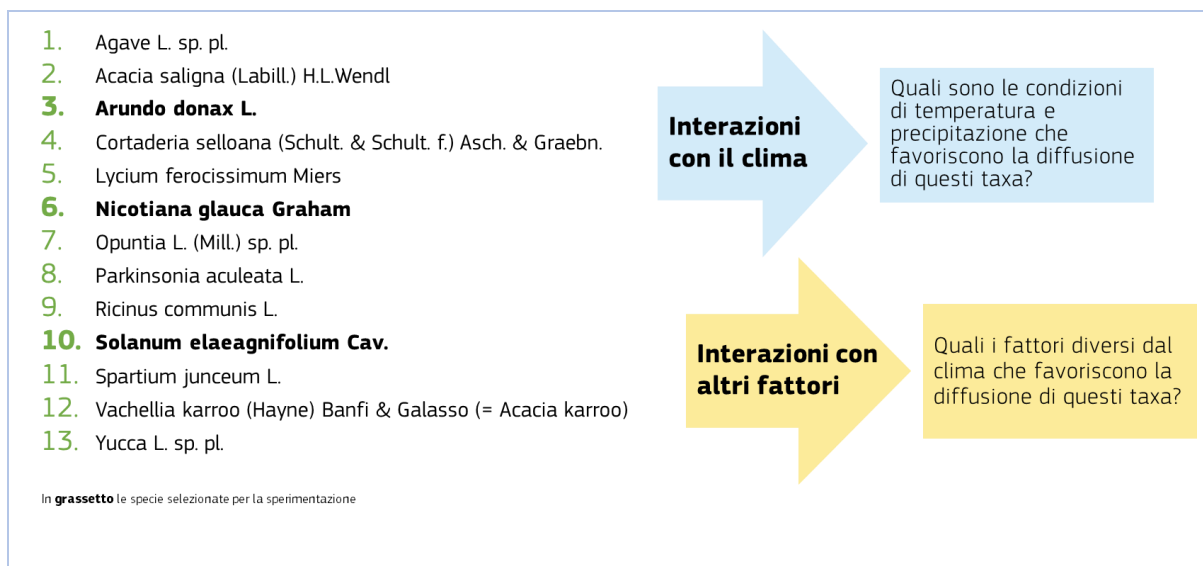 1. Agave L. sp. pl.
2. Acacia saligna (Labill.) H.L.Wendl
3. Arundo donax L.
4. Cortaderia selloana (Schult. & Schult. f.) Asch. & Graebn.
5. Lycium ferocissimum Miers
6. Nicotiana glauca Graham
7. Opuntia L. (Mill.) sp. pl.
8. Parkinsonia aculeata L.
9. Ricinus communis L.
10. Solanum elaeagnifolium Cav.
11. Spartium junceum L.
12. Vachellia karroo (Hayne) Banfi & Galasso (= Acacia karroo)
13. Yucca L. sp. pl.
In grassetto le specie selezionate per la sperimentazione
Interazioni
con il clima
Quali sono le condizioni
di temperatura e
precipitazione che
favoriscono la diffusione
di questi taxa?
Interazioni con
altri fattori
Quali i fattori diversi dal
clima che favoriscono la
diffusione di questi taxa?